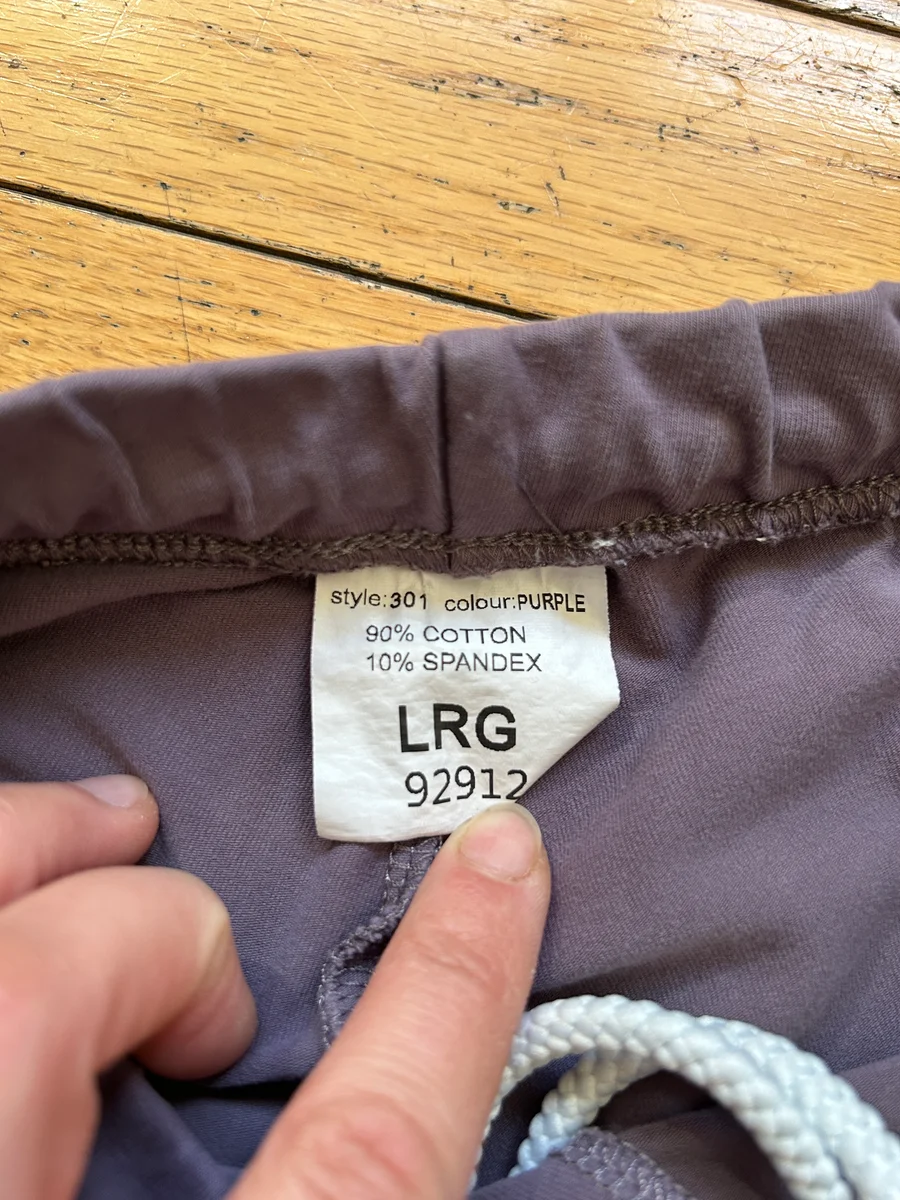 style:301 colour:PURPLE
90% COTTON
10% SPANDEX
LRG
92912